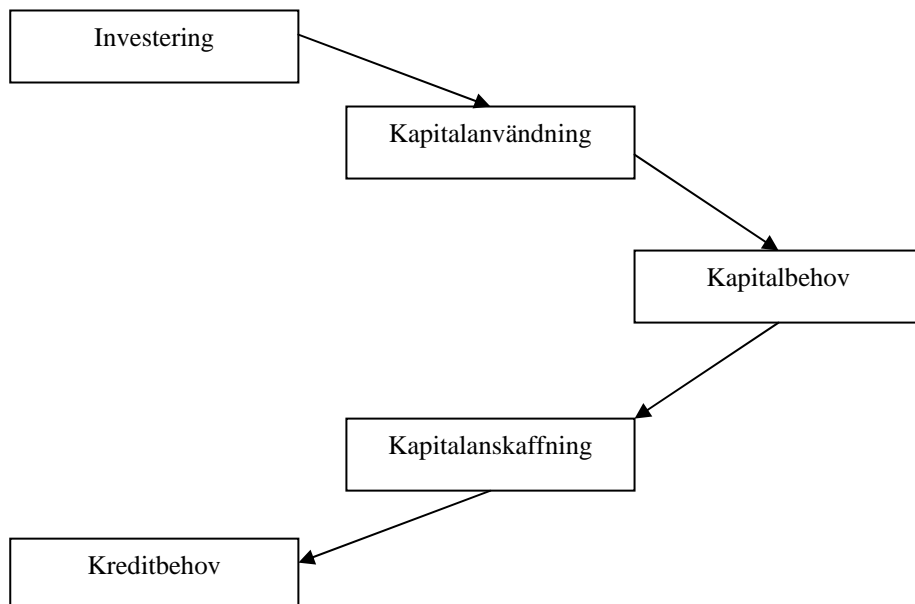 Investering
Kapitalanvändning
Kapitalbehov
Kapitalanskaffning
Kreditbehov